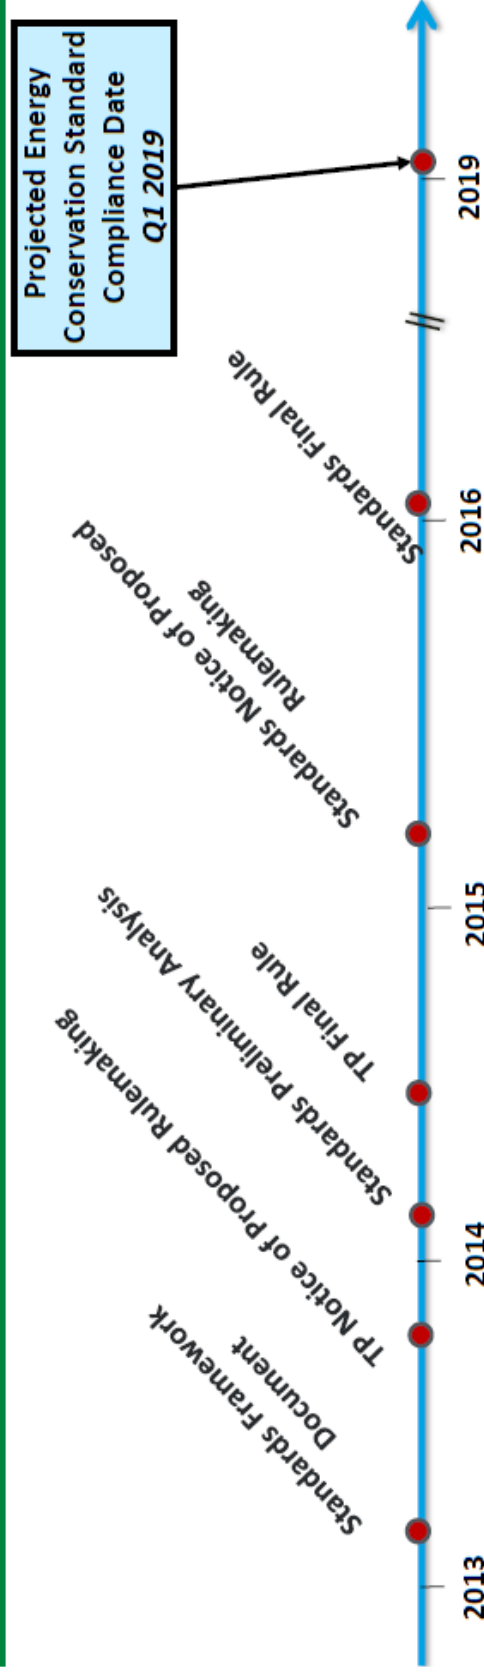 Standards Framework
Document
TP Notice of Proposed Rulemaking
Standards Preliminary Analysis
TP Final Rule
Standards Notice of Proposed
Rulemaking
Standards Final Rule
Projected Energy
Conservation Standard
Compliance Date
Q1 2019
2013
2014
2015
2016
2019